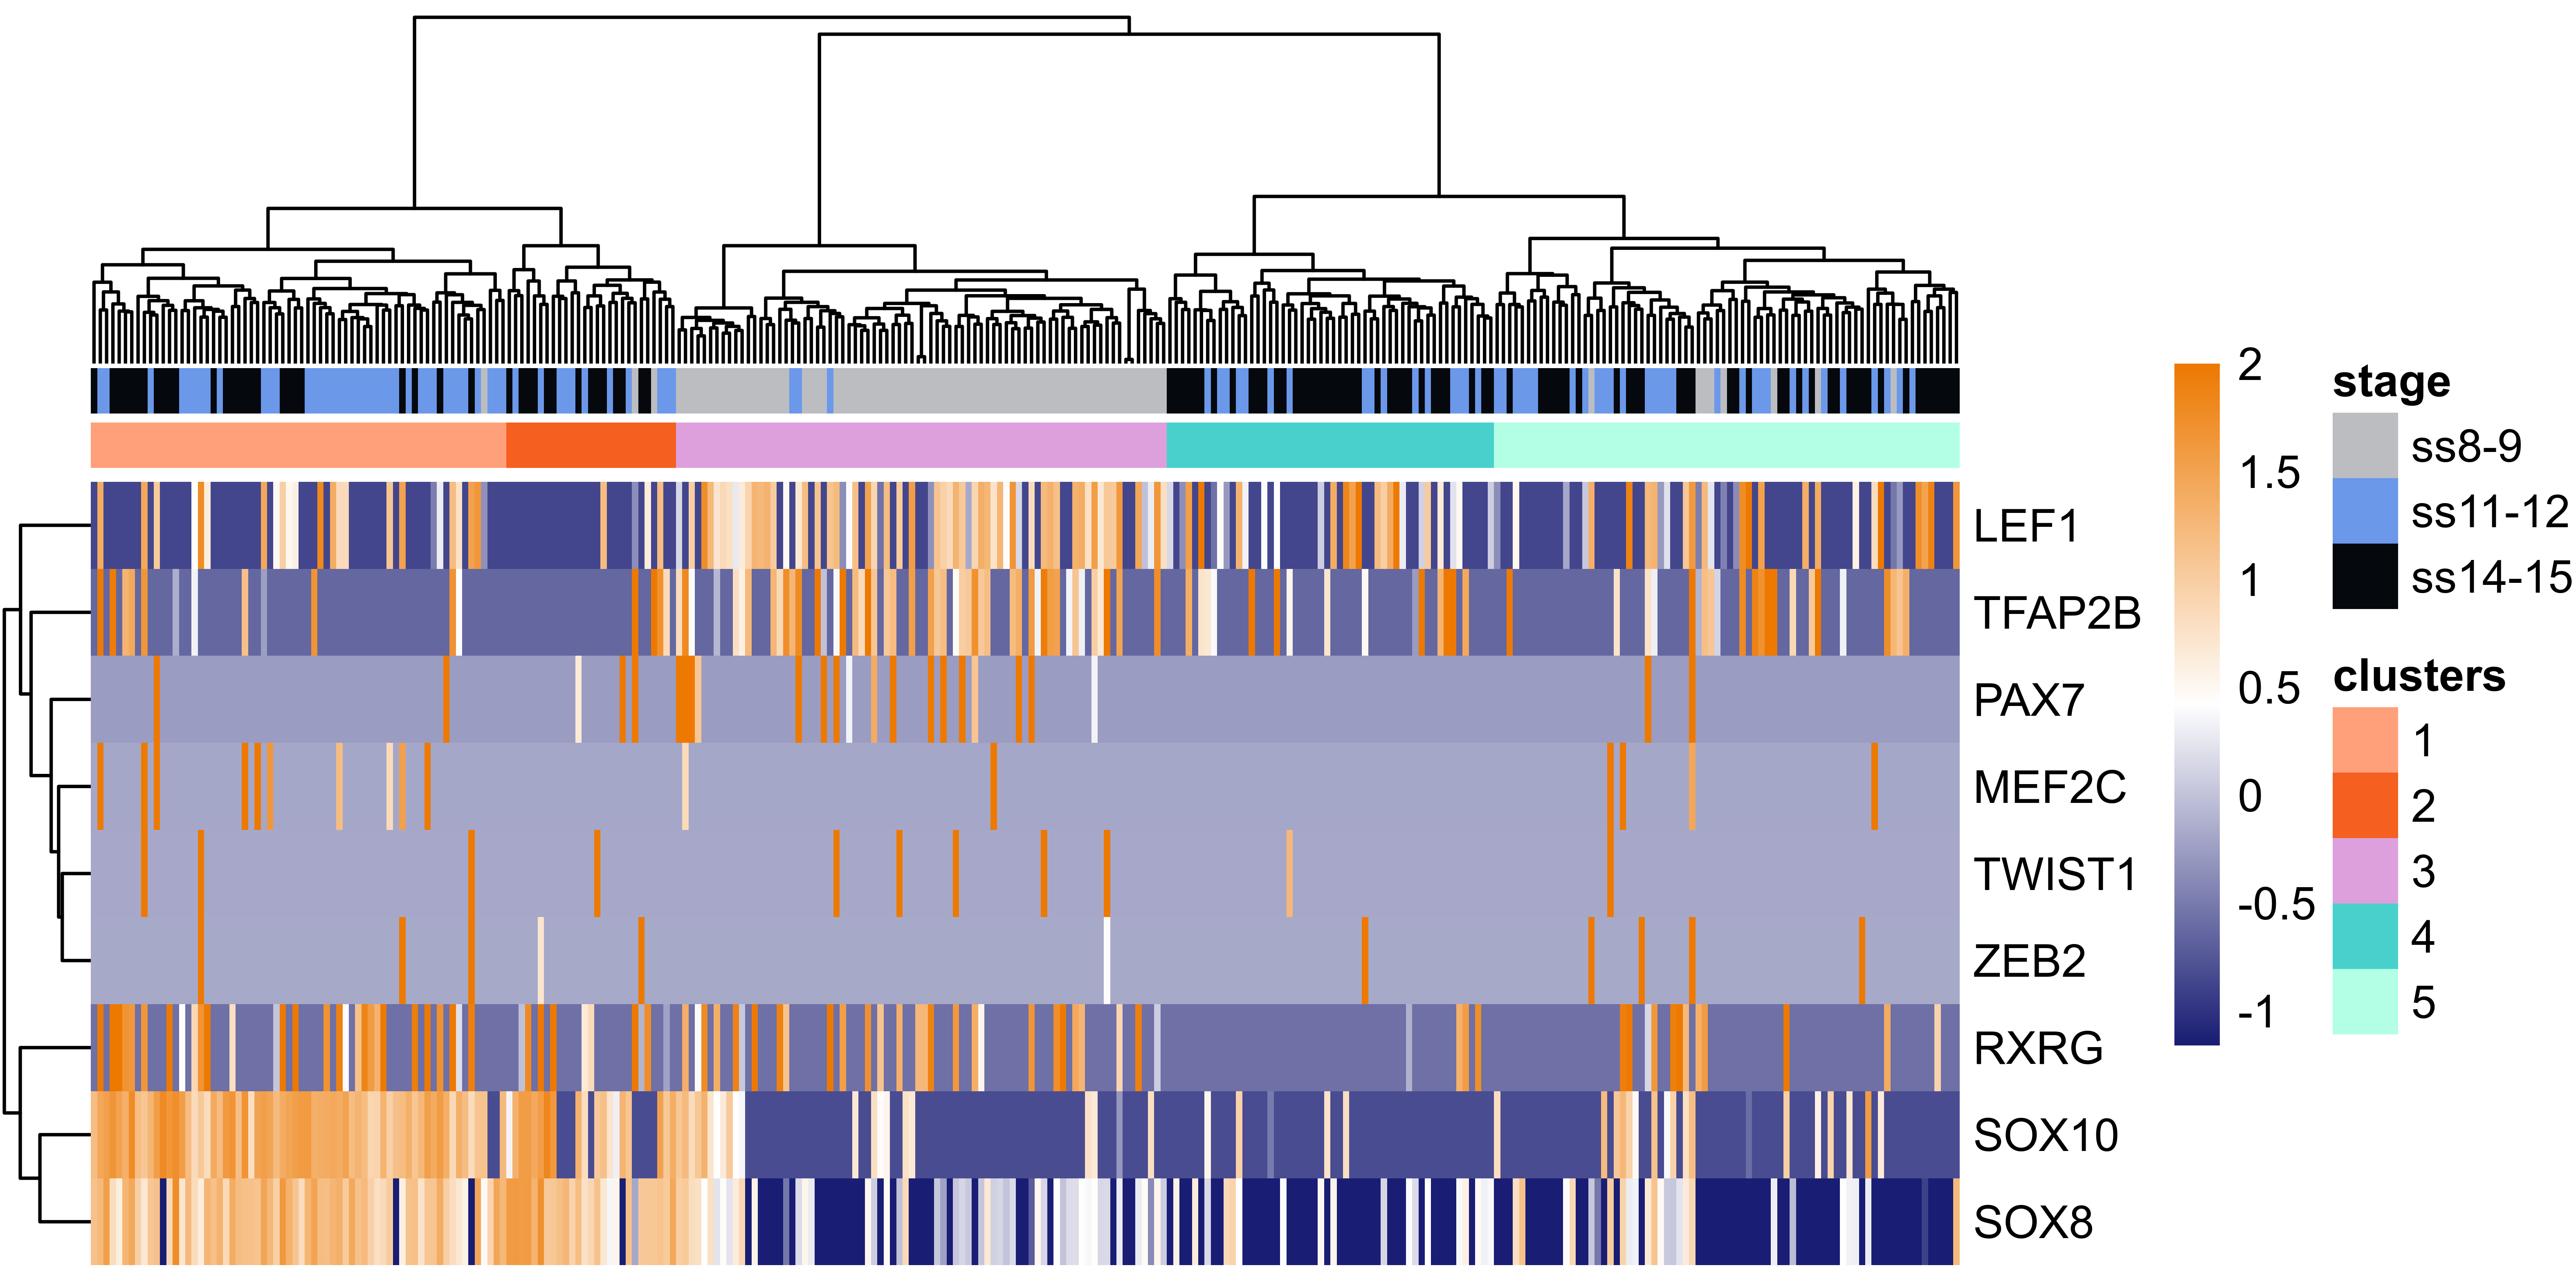 LEF1
TFAP2B
PAX7
MEF2C
TWIST1
ZEB2
RXRG
SOX10
SOX8
2
1.5
1
0.5
0
-0.5
-1
stage
ss8-9
ss11-12
ss14-15
clusters
1
2
3
4
5